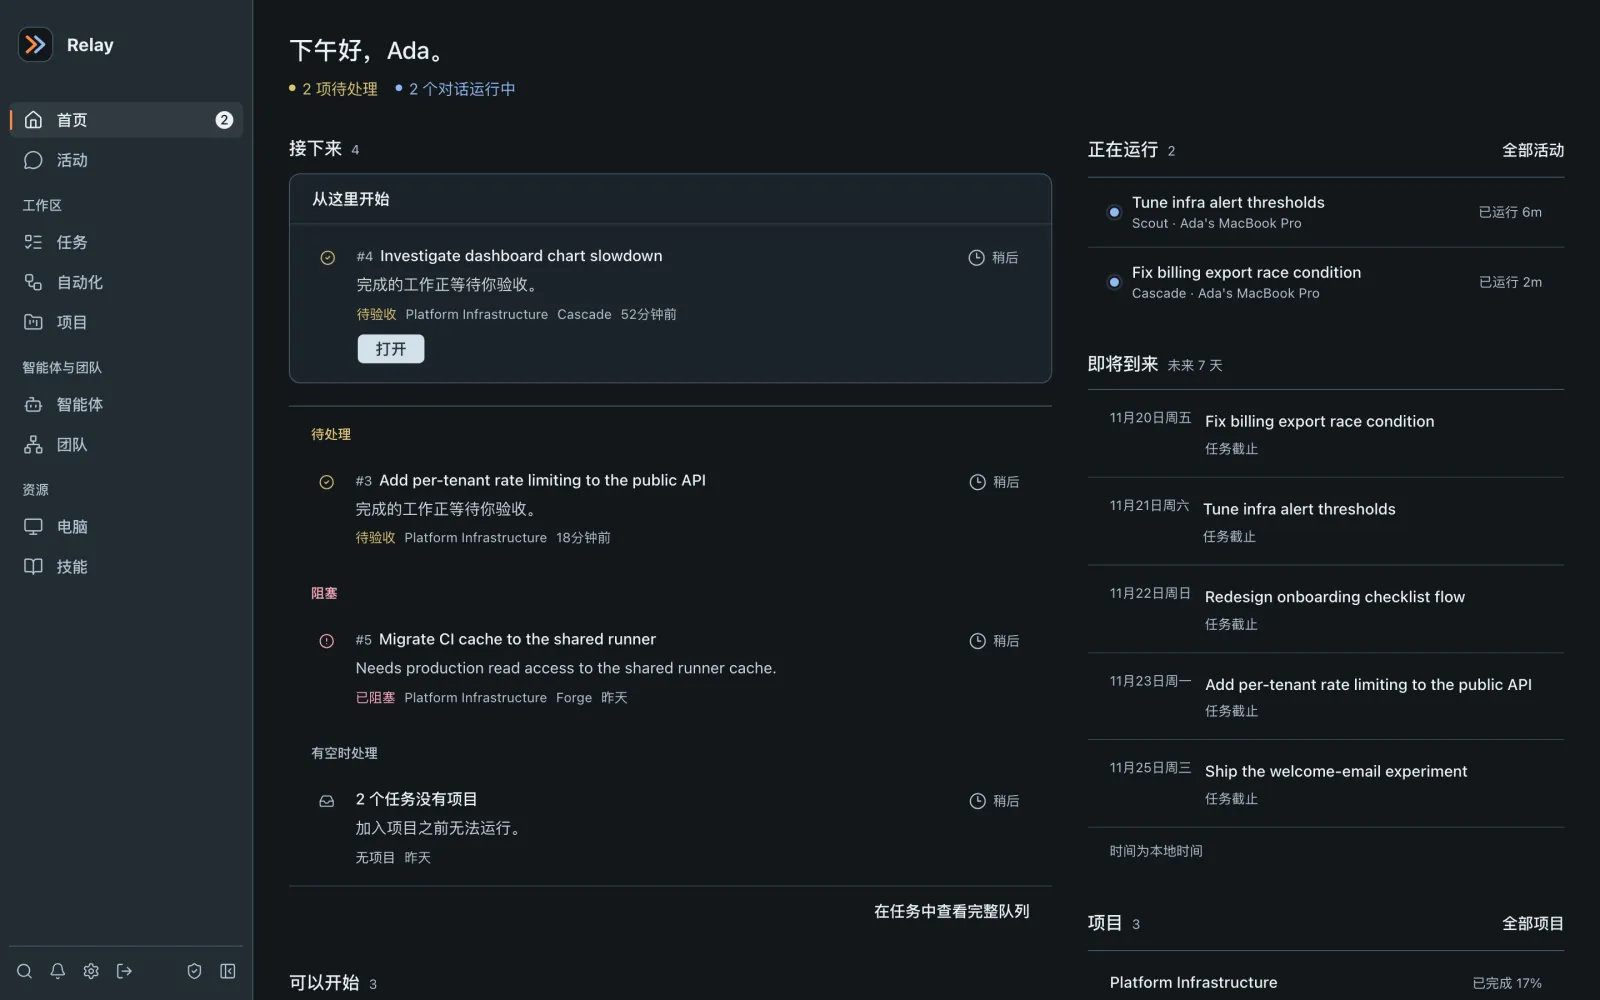 Relay
首页 2
活动
工作区
任务
自动化
项目
智能体与团队
智能体
团队
资源
电脑
技能
下午好，Ada。
2 项待处理 2 个对话运行中
接下来 4
从这里开始
#4 Investigate dashboard chart slowdown 稍后
完成的工作正等待你验收。
待验收 Platform Infrastructure Cascade 52分钟前
打开
待处理
#3 Add per-tenant rate limiting to the public API 稍后
完成的工作正等待你验收。
待验收 Platform Infrastructure 18分钟前
阻塞
#5 Migrate CI cache to the shared runner 稍后
Needs production read access to the shared runner cache.
已阻塞 Platform Infrastructure Forge 昨天
有空时处理
2 个任务没有项目 稍后
加入项目之前无法运行。
无项目 昨天
在任务中查看完整队列
可以开始 3
正在运行 2 全部活动
Tune infra alert thresholds 已运行 6m
Scout · Ada's MacBook Pro
Fix billing export race condition 已运行 2m
Cascade · Ada's MacBook Pro
即将到来 未来 7 天
11月20日周五 Fix billing export race condition
任务截止
11月21日周六 Tune infra alert thresholds
任务截止
11月22日周日 Redesign onboarding checklist flow
任务截止
11月23日周一 Add per-tenant rate limiting to the public API
任务截止
11月25日周三 Ship the welcome-email experiment
任务截止
时间为本地时间
项目 3 全部项目
Platform Infrastructure 已完成 17%